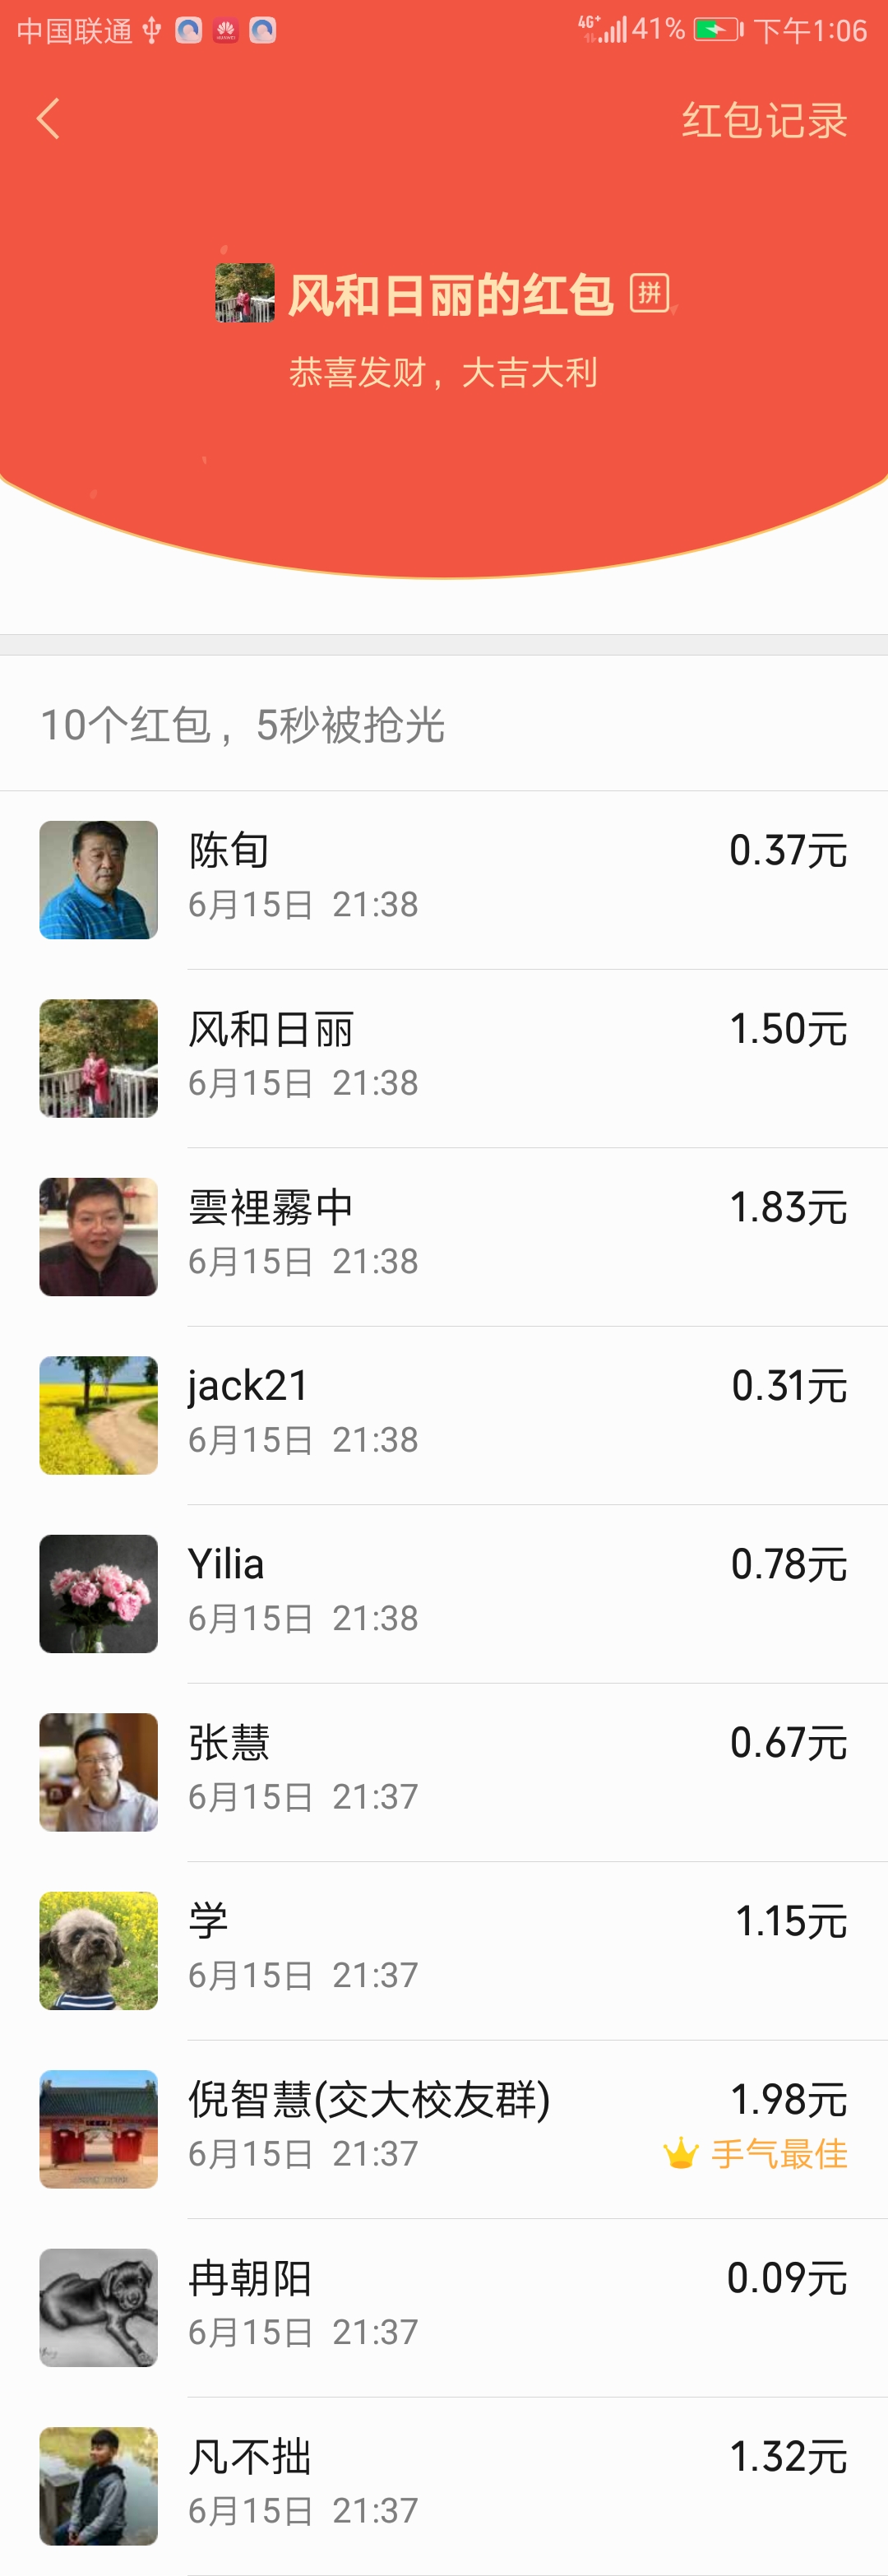 中国联通 4G+ 41% 下午1:06
红包记录
风和日丽的红包 拼
恭喜发财，大吉大利
10个红包，5秒被抢光
陈旬 0.37元
6月15日 21:38
风和日丽 1.50元
6月15日 21:38
雲裡霧中 1.83元
6月15日 21:38
jack21 0.31元
6月15日 21:38
Yilia 0.78元
6月15日 21:38
张慧 0.67元
6月15日 21:37
学 1.15元
6月15日 21:37
倪智慧(交大校友群) 1.98元
6月15日 21:37 手气最佳
冉朝阳 0.09元
6月15日 21:37
凡不拙 1.32元
6月15日 21:37